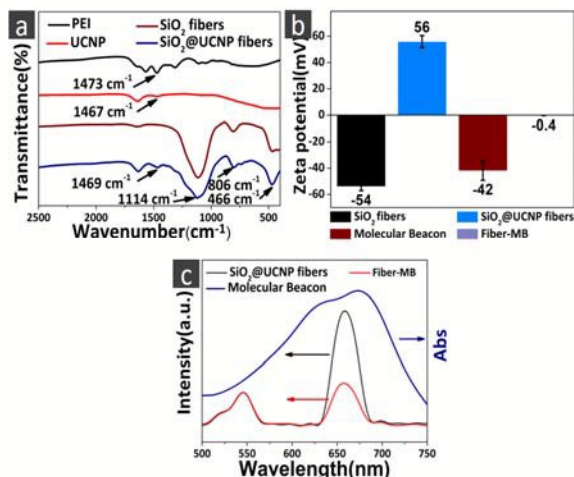 a
PEI
SiO2 fibers
UCNP
SiO2@UCNP fibers
Transmittance(%)
1473 cm-1
1467 cm-1
1469 cm-1
1114 cm-1
806 cm-1
466 cm-1
2500 2000 1500 1000 500
Wavenumber(cm-1)
b
Zeta potential(mV)
60
40
20
0
-20
-40
-60
56
-0.4
-42
-54
SiO2 fibers
SiO2@UCNP fibers
Molecular Beacon
Fiber-MB
c
SiO2@UCNP fibers
Fiber-MB
Molecular Beacon
Intensity(a.u.)
Abs
500 550 600 650 700 750
Wavelength(nm)